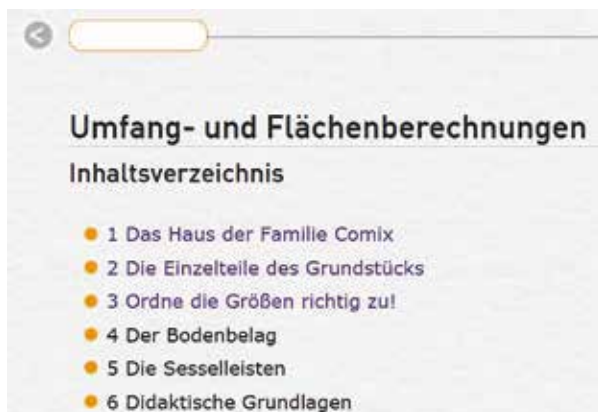 Umfang- und Flächenberechnungen
Inhaltsverzeichnis
1 Das Haus der Familie Comix
2 Die Einzelteile des Grundstücks
3 Ordne die Größen richtig zu!
4 Der Bodenbelag
5 Die Sesselleisten
6 Didaktische Grundlagen